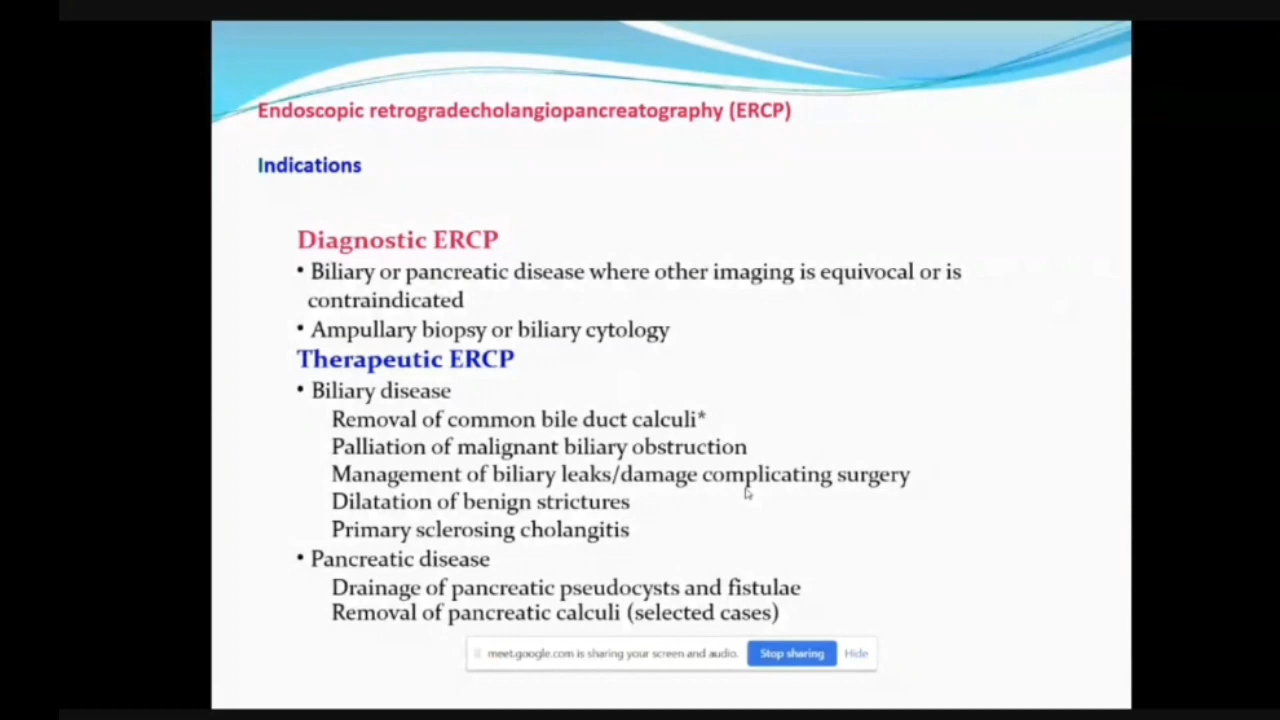 Endoscopic retrogradecholangiopancreatography (ERCP)
Indications
Diagnostic ERCP
• Biliary or pancreatic disease where other imaging is equivocal or is
contraindicated
• Ampullary biopsy or biliary cytology
Therapeutic ERCP
• Biliary disease
Removal of common bile duct calculi*
Palliation of malignant biliary obstruction
Management of biliary leaks/damage complicating surgery
Dilatation of benign strictures
Primary sclerosing cholangitis
• Pancreatic disease
Drainage of pancreatic pseudocysts and fistulae
Removal of pancreatic calculi (selected cases)
meet.google.com is sharing your screen and audio. Stop sharing Hide